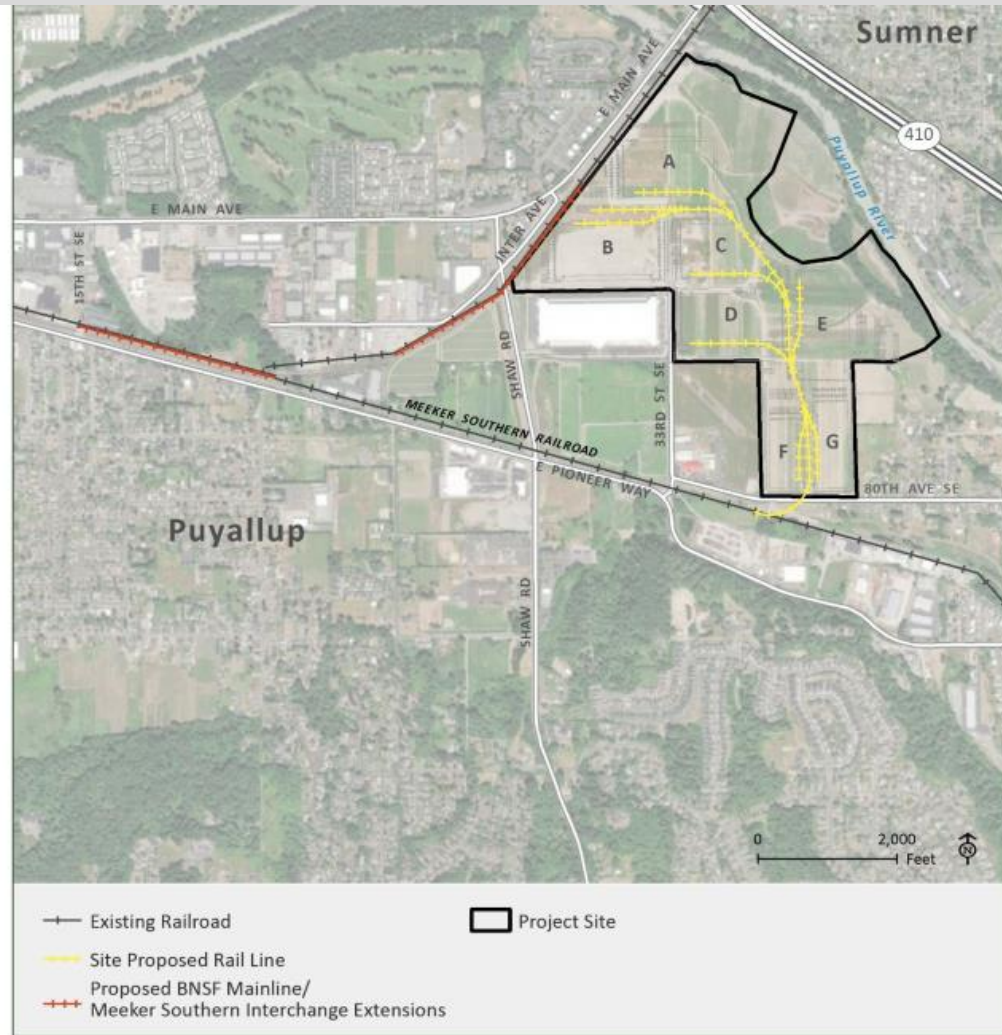 Sumner
E MAIN AVE
410
Puyallup River
A
E MAIN AVE
INTER AVE
B
C
15TH ST SE
D
E
SHAW RD
33RD ST SE
MEEKER SOUTHERN RAILROAD
E PIONEER WAY
F
G
80TH AVE SE
Puyallup
SHAW RD
0 2,000
Feet
N
Existing Railroad
Project Site
Site Proposed Rail Line
Proposed BNSF Mainline/
Meeker Southern Interchange Extensions